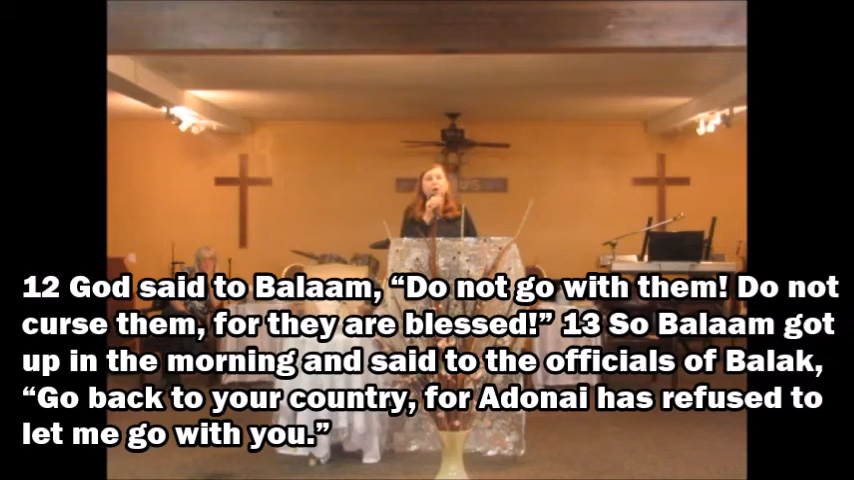 12 God said to Balaam, “Do not go with them! Do not
curse them, for they are blessed!” 13 So Balaam got
up in the morning and said to the officials of Balak,
“Go back to your country, for Adonai has refused to
let me go with you.”